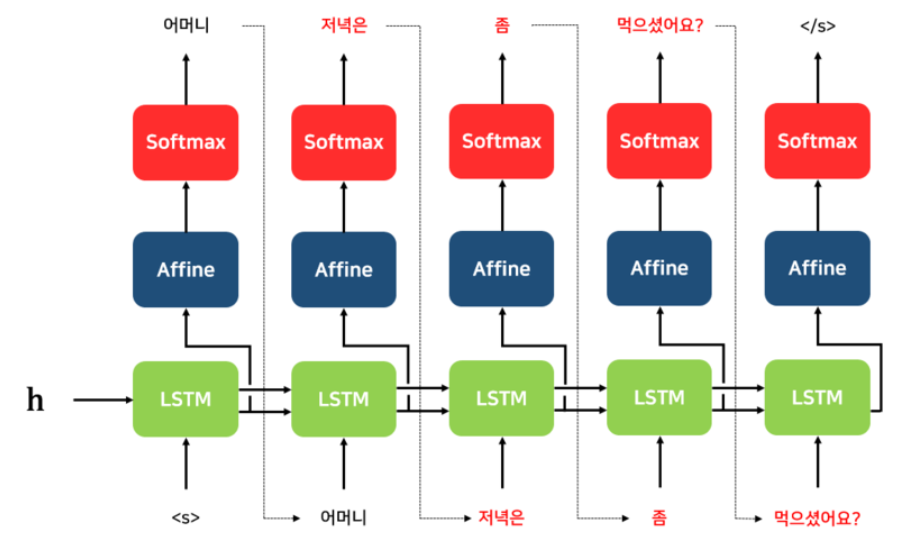 어머니 저녁은 좀 먹으셨어요? </s>
Softmax Softmax Softmax Softmax Softmax
Affine Affine Affine Affine Affine
h LSTM LSTM LSTM LSTM LSTM
<s> 어머니 저녁은 좀 먹으셨어요?